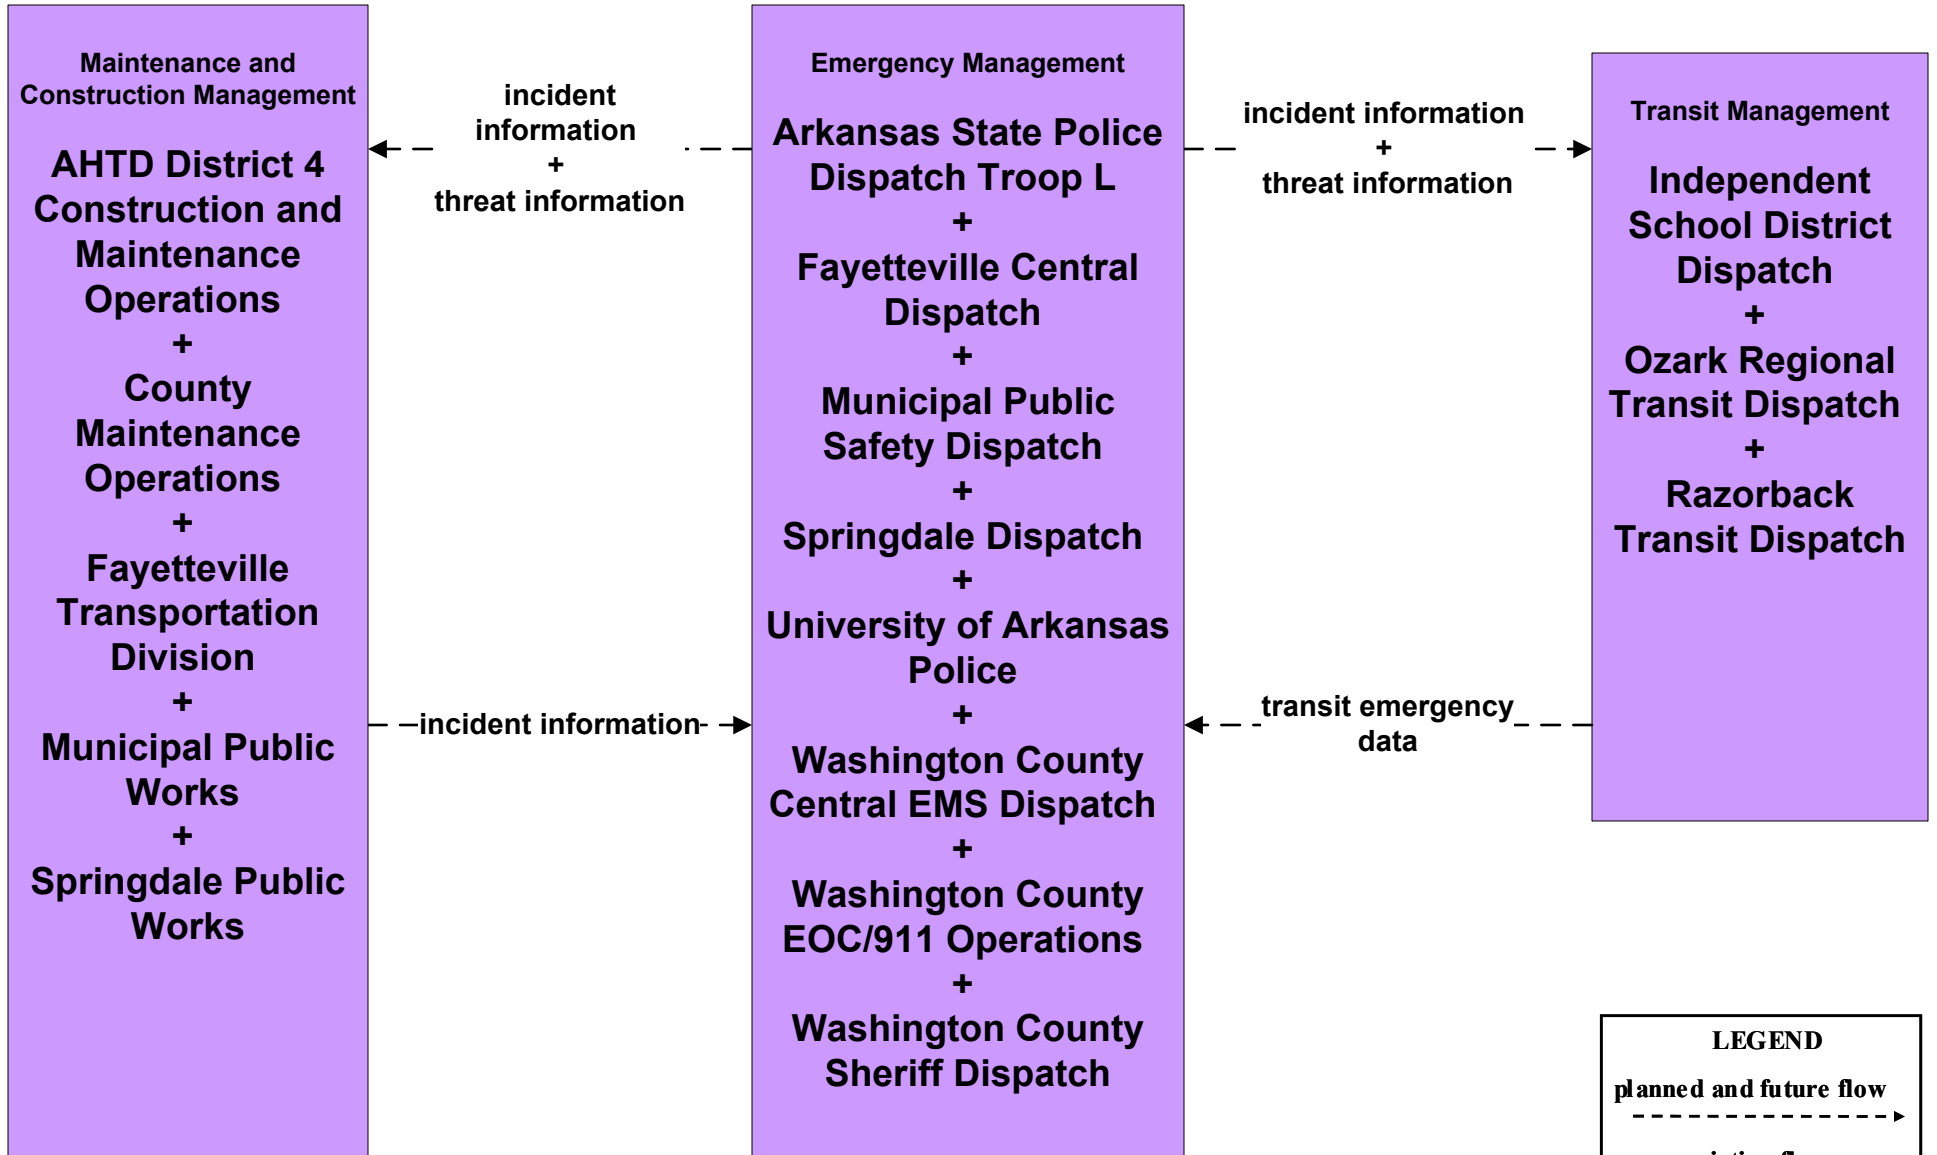 Maintenance and
Construction Management
AHTD District 4
Construction and
Maintenance
Operations
+
County
Maintenance
Operations
+
Fayetteville
Transportation
Division
+
Municipal Public
Works
+
Springdale Public
Works
incident
information
+
threat information
incident information
Emergency Management
Arkansas State Police
Dispatch Troop L
+
Fayetteville Central
Dispatch
+
Municipal Public
Safety Dispatch
+
Springdale Dispatch
+
University of Arkansas
Police
+
Washington County
Central EMS Dispatch
+
Washington County
EOC/911 Operations
+
Washington County
Sheriff Dispatch
incident information
+
threat information
transit emergency
data
Transit Management
Independent
School District
Dispatch
+
Ozark Regional
Transit Dispatch
+
Razorback
Transit Dispatch
LEGEND
planned and future flow